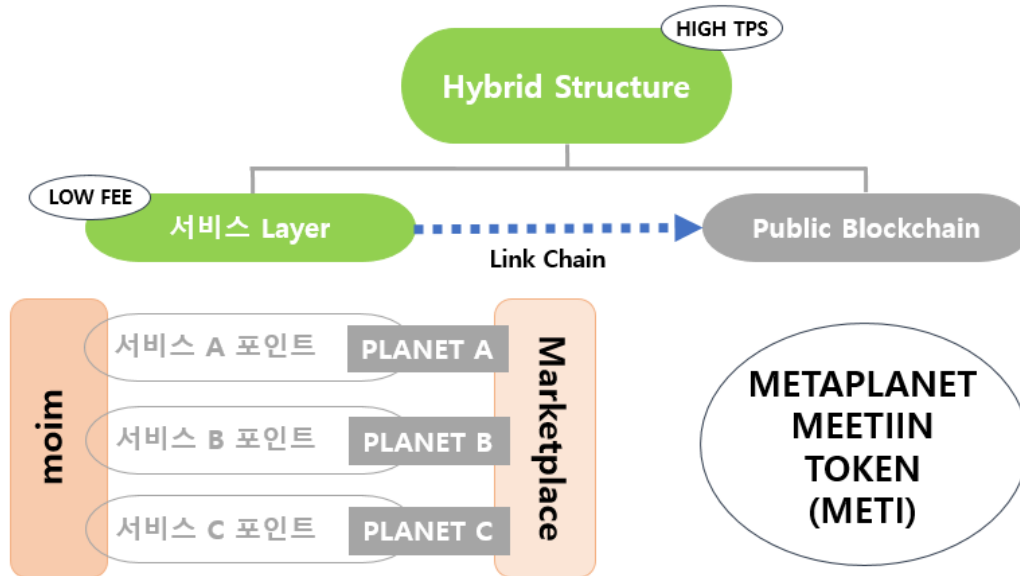 HIGH TPS
Hybrid Structure
LOW FEE
서비스 Layer
Public Blockchain
Link Chain
moim
서비스 A 포인트
PLANET A
서비스 B 포인트
PLANET B
서비스 C 포인트
PLANET C
Marketplace
METAPLANET
MEETIIN
TOKEN
(METI)